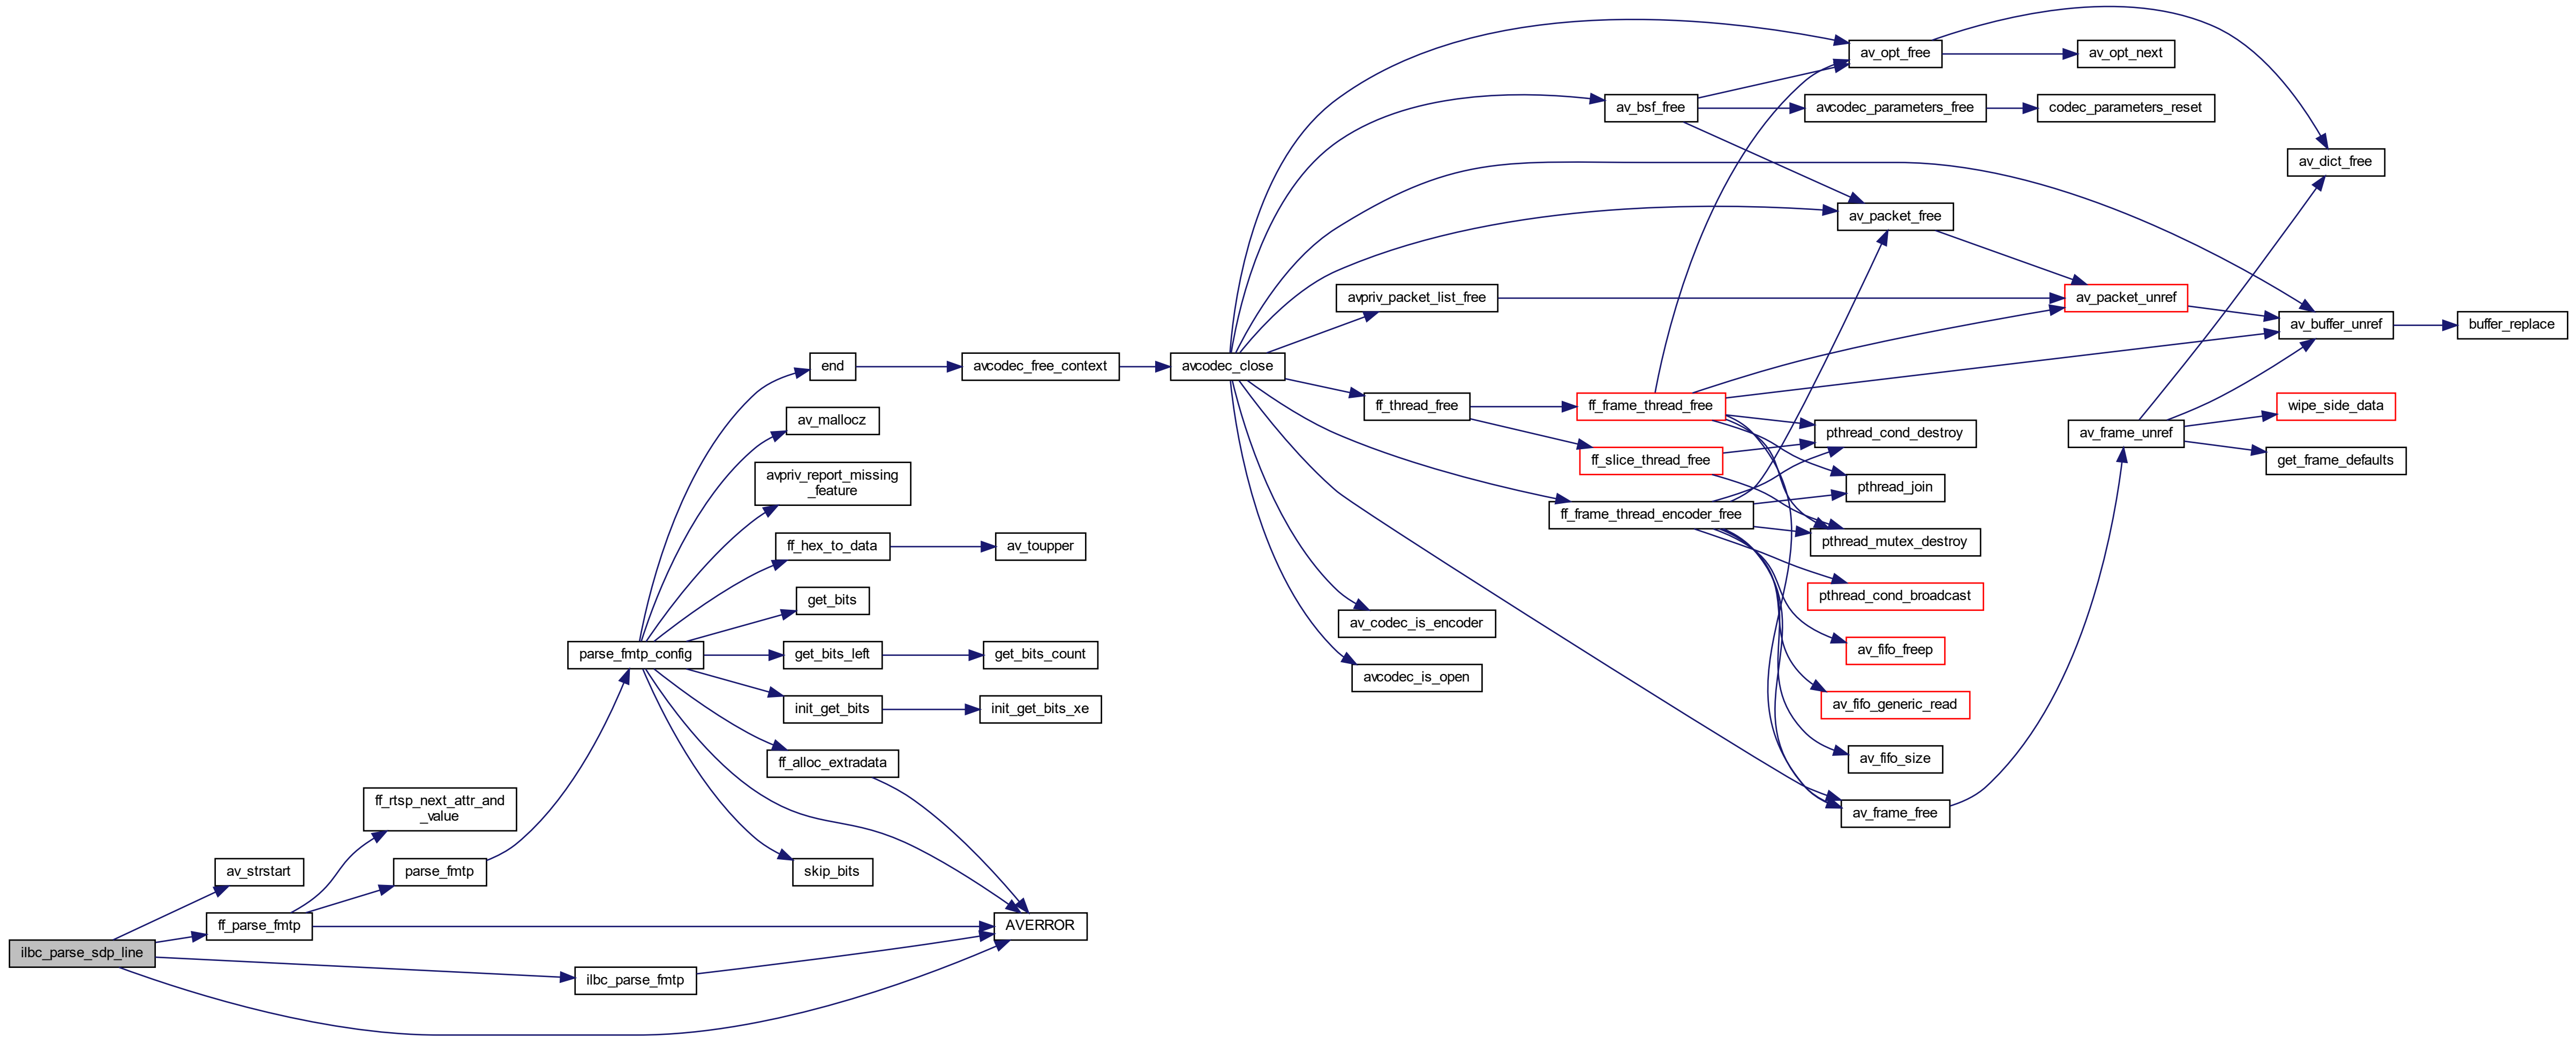 ilbc_parse_sdp_line
av_strstart
ff_parse_fmtp
ff_rtsp_next_attr_and
_value
parse_fmtp
ilbc_parse_fmtp
parse_fmtp_config
end
av_mallocz
avpriv_report_missing
_feature
ff_hex_to_data
get_bits
get_bits_left
init_get_bits
ff_alloc_extradata
skip_bits
avcodec_free_context
av_toupper
get_bits_count
init_get_bits_xe
AVERROR
avcodec_close
avpriv_packet_list_free
ff_thread_free
av_codec_is_encoder
avcodec_is_open
av_bsf_free
ff_frame_thread_free
ff_slice_thread_free
ff_frame_thread_encoder_free
av_opt_free
avcodec_parameters_free
av_packet_free
pthread_cond_destroy
pthread_join
pthread_mutex_destroy
pthread_cond_broadcast
av_fifo_freep
av_fifo_generic_read
av_fifo_size
av_frame_free
av_opt_next
codec_parameters_reset
av_packet_unref
av_frame_unref
av_dict_free
av_buffer_unref
wipe_side_data
get_frame_defaults
buffer_replace